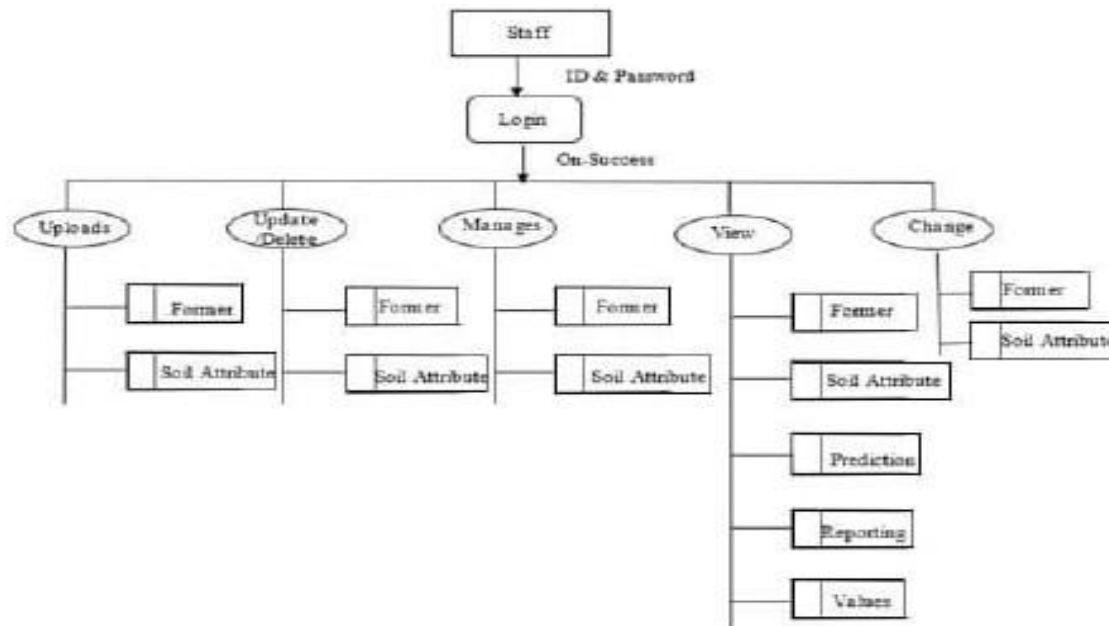 Staff
ID & Password
Login
On-Success
Uploads
Update
/Delete
Manages
View
Change
Former
Soil Attribute
Former
Soil Attribute
Former
Soil Attribute
Former
Soil Attribute
Prediction
Reporting
Values
Former
Soil Attribute